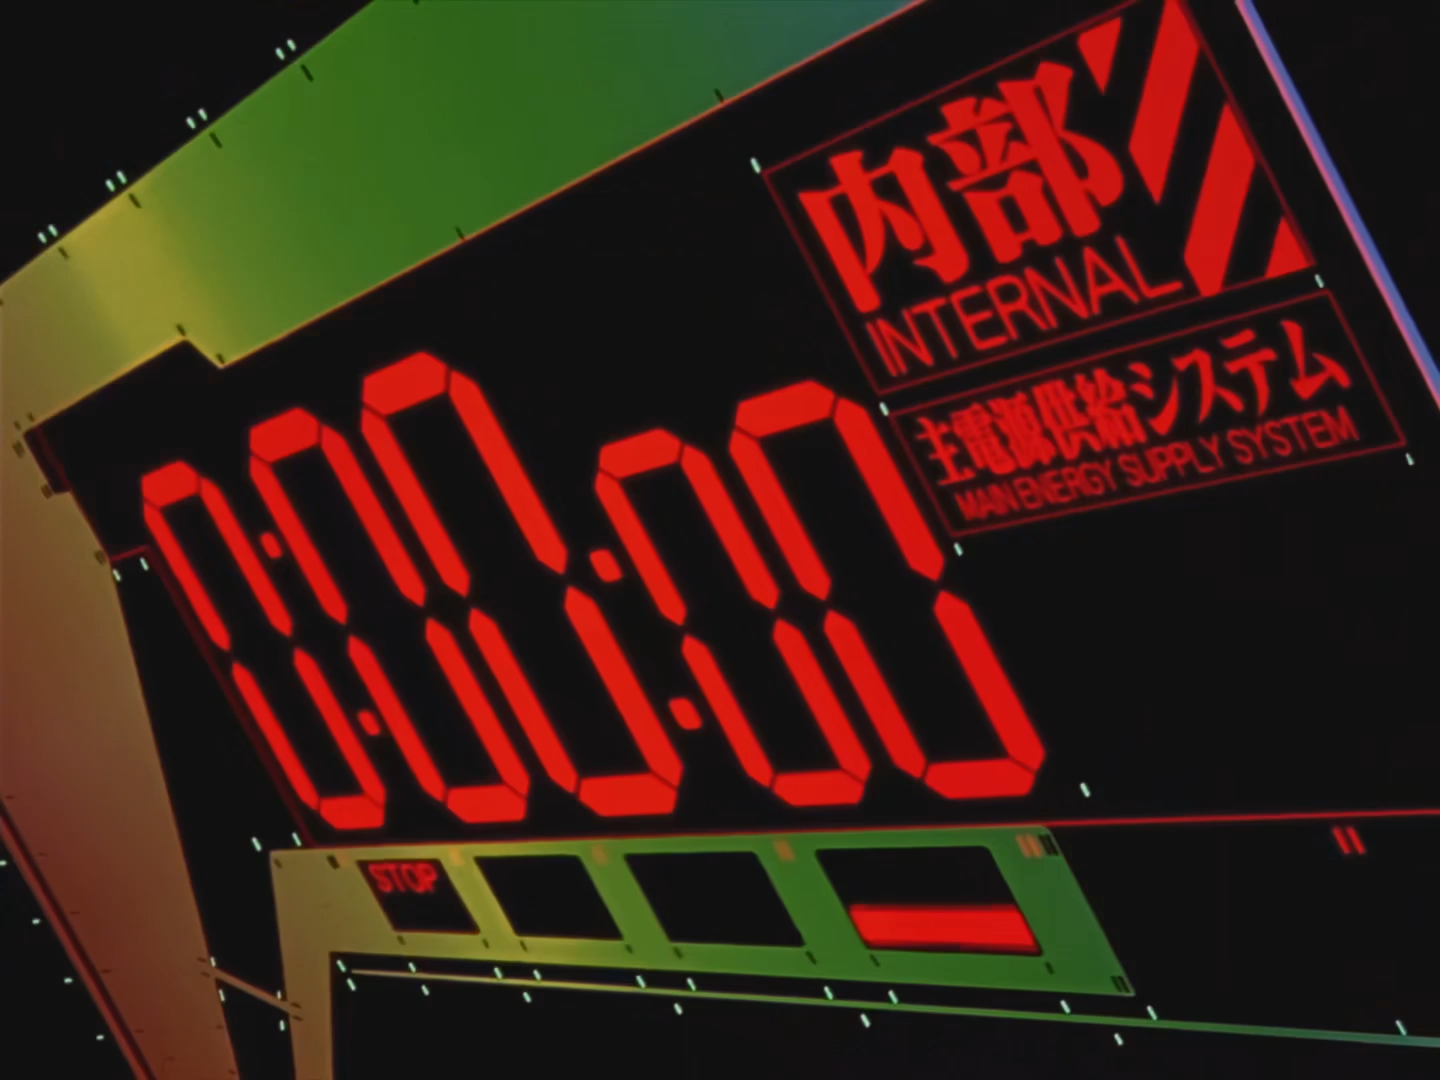 内部
INTERNAL
主電源供給システム
MAIN ENERGY SUPPLY SYSTEM
0:00:00
STOP